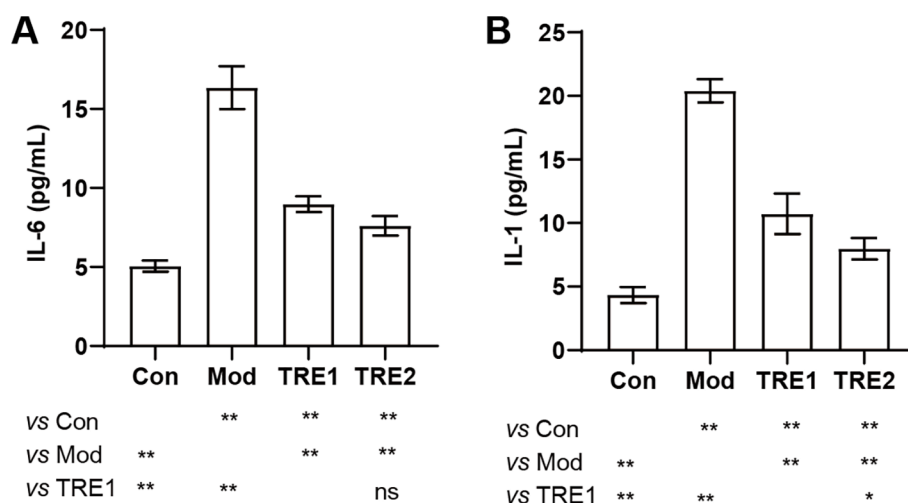 A
IL-6 (pg/mL)
20
15
10
5
0
Con Mod TRE1 TRE2
vs Con ** ** **
vs Mod ** ** **
vs TRE1 ** ** ns
B
IL-1 (pg/mL)
25
20
15
10
5
0
Con Mod TRE1 TRE2
vs Con ** ** **
vs Mod ** ** **
vs TRE1 ** ** *